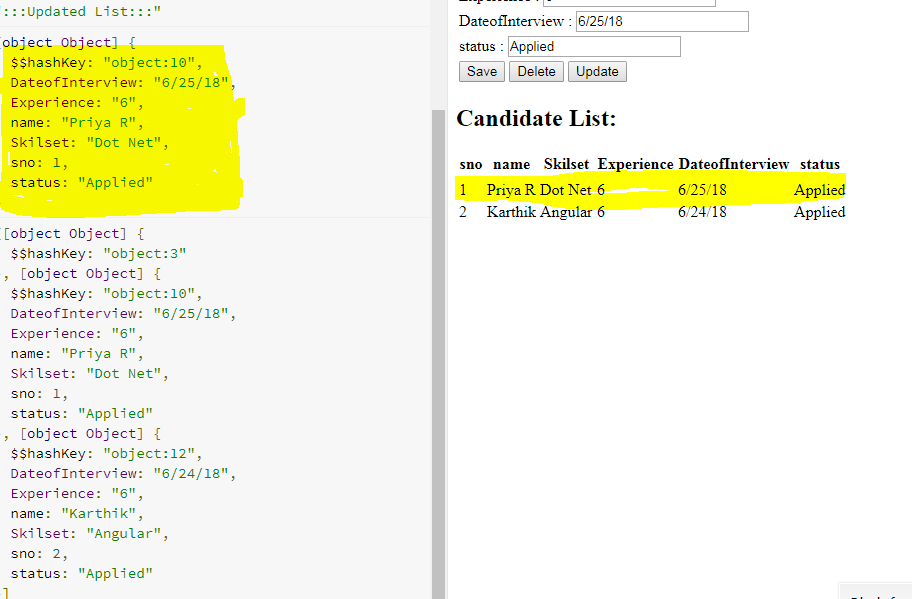 ":::Updated List:::"
[object Object] {
$$hashKey: "object:10",
DateofInterview: "6/25/18",
Experience: "6",
name: "Priya R",
Skilset: "Dot Net",
sno: 1,
status: "Applied"
[[object Object] {
$$hashKey: "object:3"
}, [object Object] {
$$hashKey: "object:10",
DateofInterview: "6/25/18",
Experience: "6",
name: "Priya R",
Skilset: "Dot Net",
sno: 1,
status: "Applied"
}, [object Object] {
$$hashKey: "object:12",
DateofInterview: "6/24/18",
Experience: "6",
name: "Karthik",
Skilset: "Angular",
sno: 2,
status: "Applied"
}]
DateofInterview : 6/25/18
status : Applied
Save Delete Update
Candidate List:
sno name Skilset Experience DateofInterview status
1 Priya R Dot Net 6 6/25/18 Applied
2 Karthik Angular 6 6/24/18 Applied